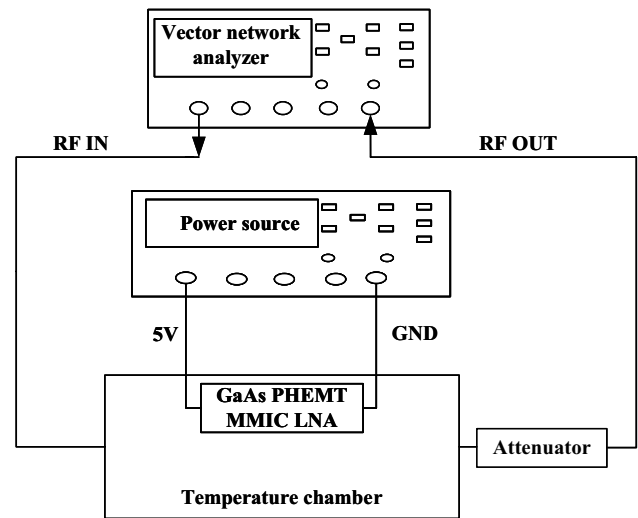 Vector network
analyzer
RF IN
RF OUT
Power source
5V
GND
GaAs PHEMT
MMIC LNA
Attenuator
Temperature chamber